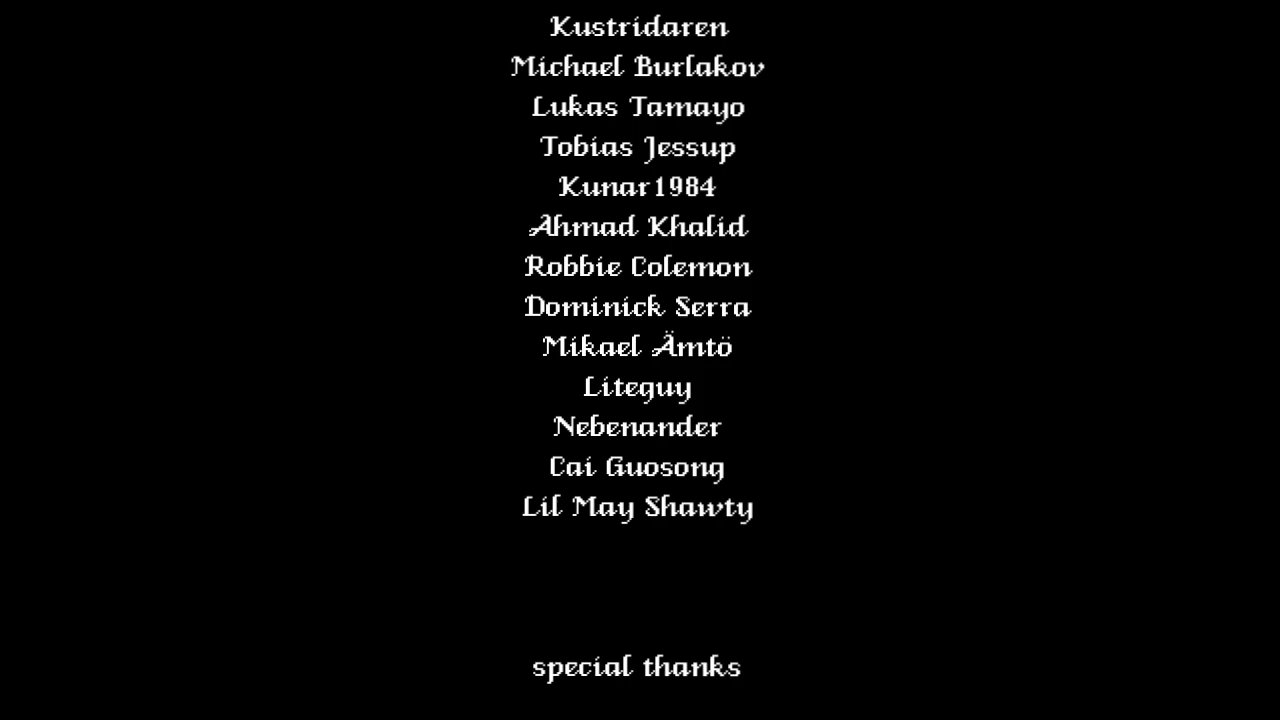 Kustridaren
Michael Burlakov
Lukas Tamayo
Tobias Jessup
Kunar1984
Ahmad Khalid
Robbie Colemon
Dominick Serra
Mikael Ämtö
Liteguy
Nebenander
Cai Guosong
Lil May Shawty
special thanks